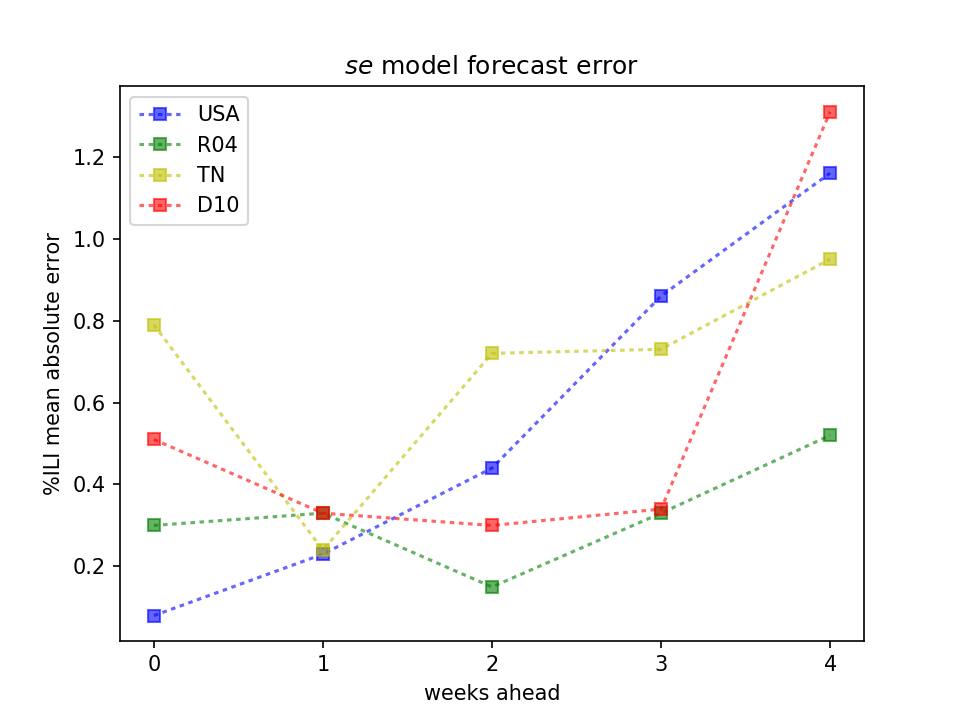 se model forecast error
USA
R04
TN
D10
%ILI mean absolute error
1.2
1.0
0.8
0.6
0.4
0.2
0 1 2 3 4
weeks ahead